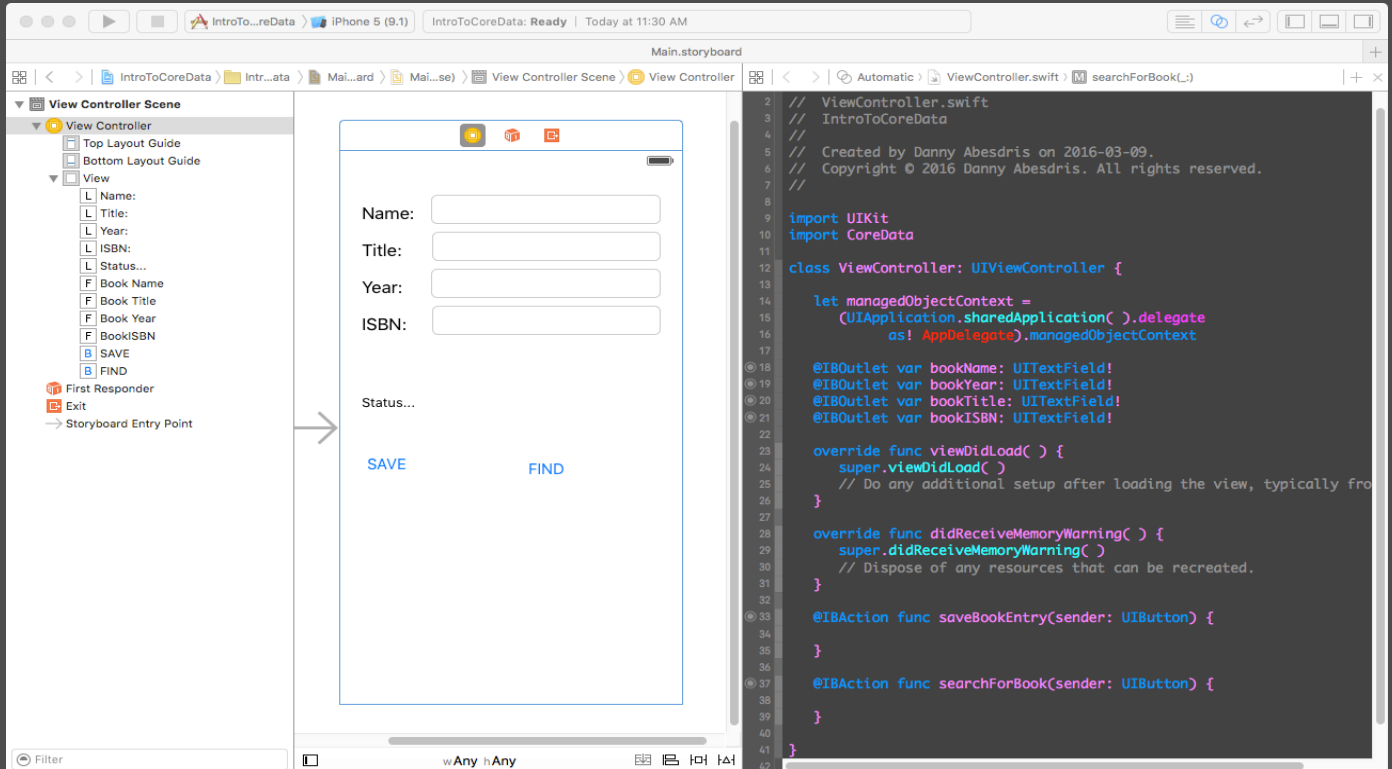 IntroTo...reData iPhone 5 (9.1) IntroToCoreData: Ready | Today at 11:30 AM
Main.storyboard
IntroToCoreData Intr...ata Mai...ard Mai...se) View Controller Scene View Controller
Automatic ViewController.swift M searchForBook(_:)
View Controller Scene
View Controller
Top Layout Guide
Bottom Layout Guide
View
L Name:
L Title:
L Year:
L ISBN:
L Status...
F Book Name
F Book Title
F Book Year
F BookISBN
B SAVE
B FIND
First Responder
Exit
Storyboard Entry Point
Filter
Name:
Title:
Year:
ISBN:
Status...
SAVE
FIND
wAny hAny
2 // ViewController.swift
3 // IntroToCoreData
4 //
5 // Created by Danny Abesdris on 2016-03-09.
6 // Copyright © 2016 Danny Abesdris. All rights reserved.
7 //
8
9 import UIKit
10 import CoreData
11
12 class ViewController: UIViewController {
13
14 let managedObjectContext =
15 (UIApplication.sharedApplication( ).delegate
16 as! AppDelegate).managedObjectContext
17
18 @IBOutlet var bookName: UITextField!
19 @IBOutlet var bookYear: UITextField!
20 @IBOutlet var bookTitle: UITextField!
21 @IBOutlet var bookISBN: UITextField!
22
23 override func viewDidLoad( ) {
24 super.viewDidLoad( )
25 // Do any additional setup after loading the view, typically fro
26 }
27
28 override func didReceiveMemoryWarning( ) {
29 super.didReceiveMemoryWarning( )
30 // Dispose of any resources that can be recreated.
31 }
32
33 @IBAction func saveBookEntry(sender: UIButton) {
34
35 }
36
37 @IBAction func searchForBook(sender: UIButton) {
38
39 }
40
41 }
42